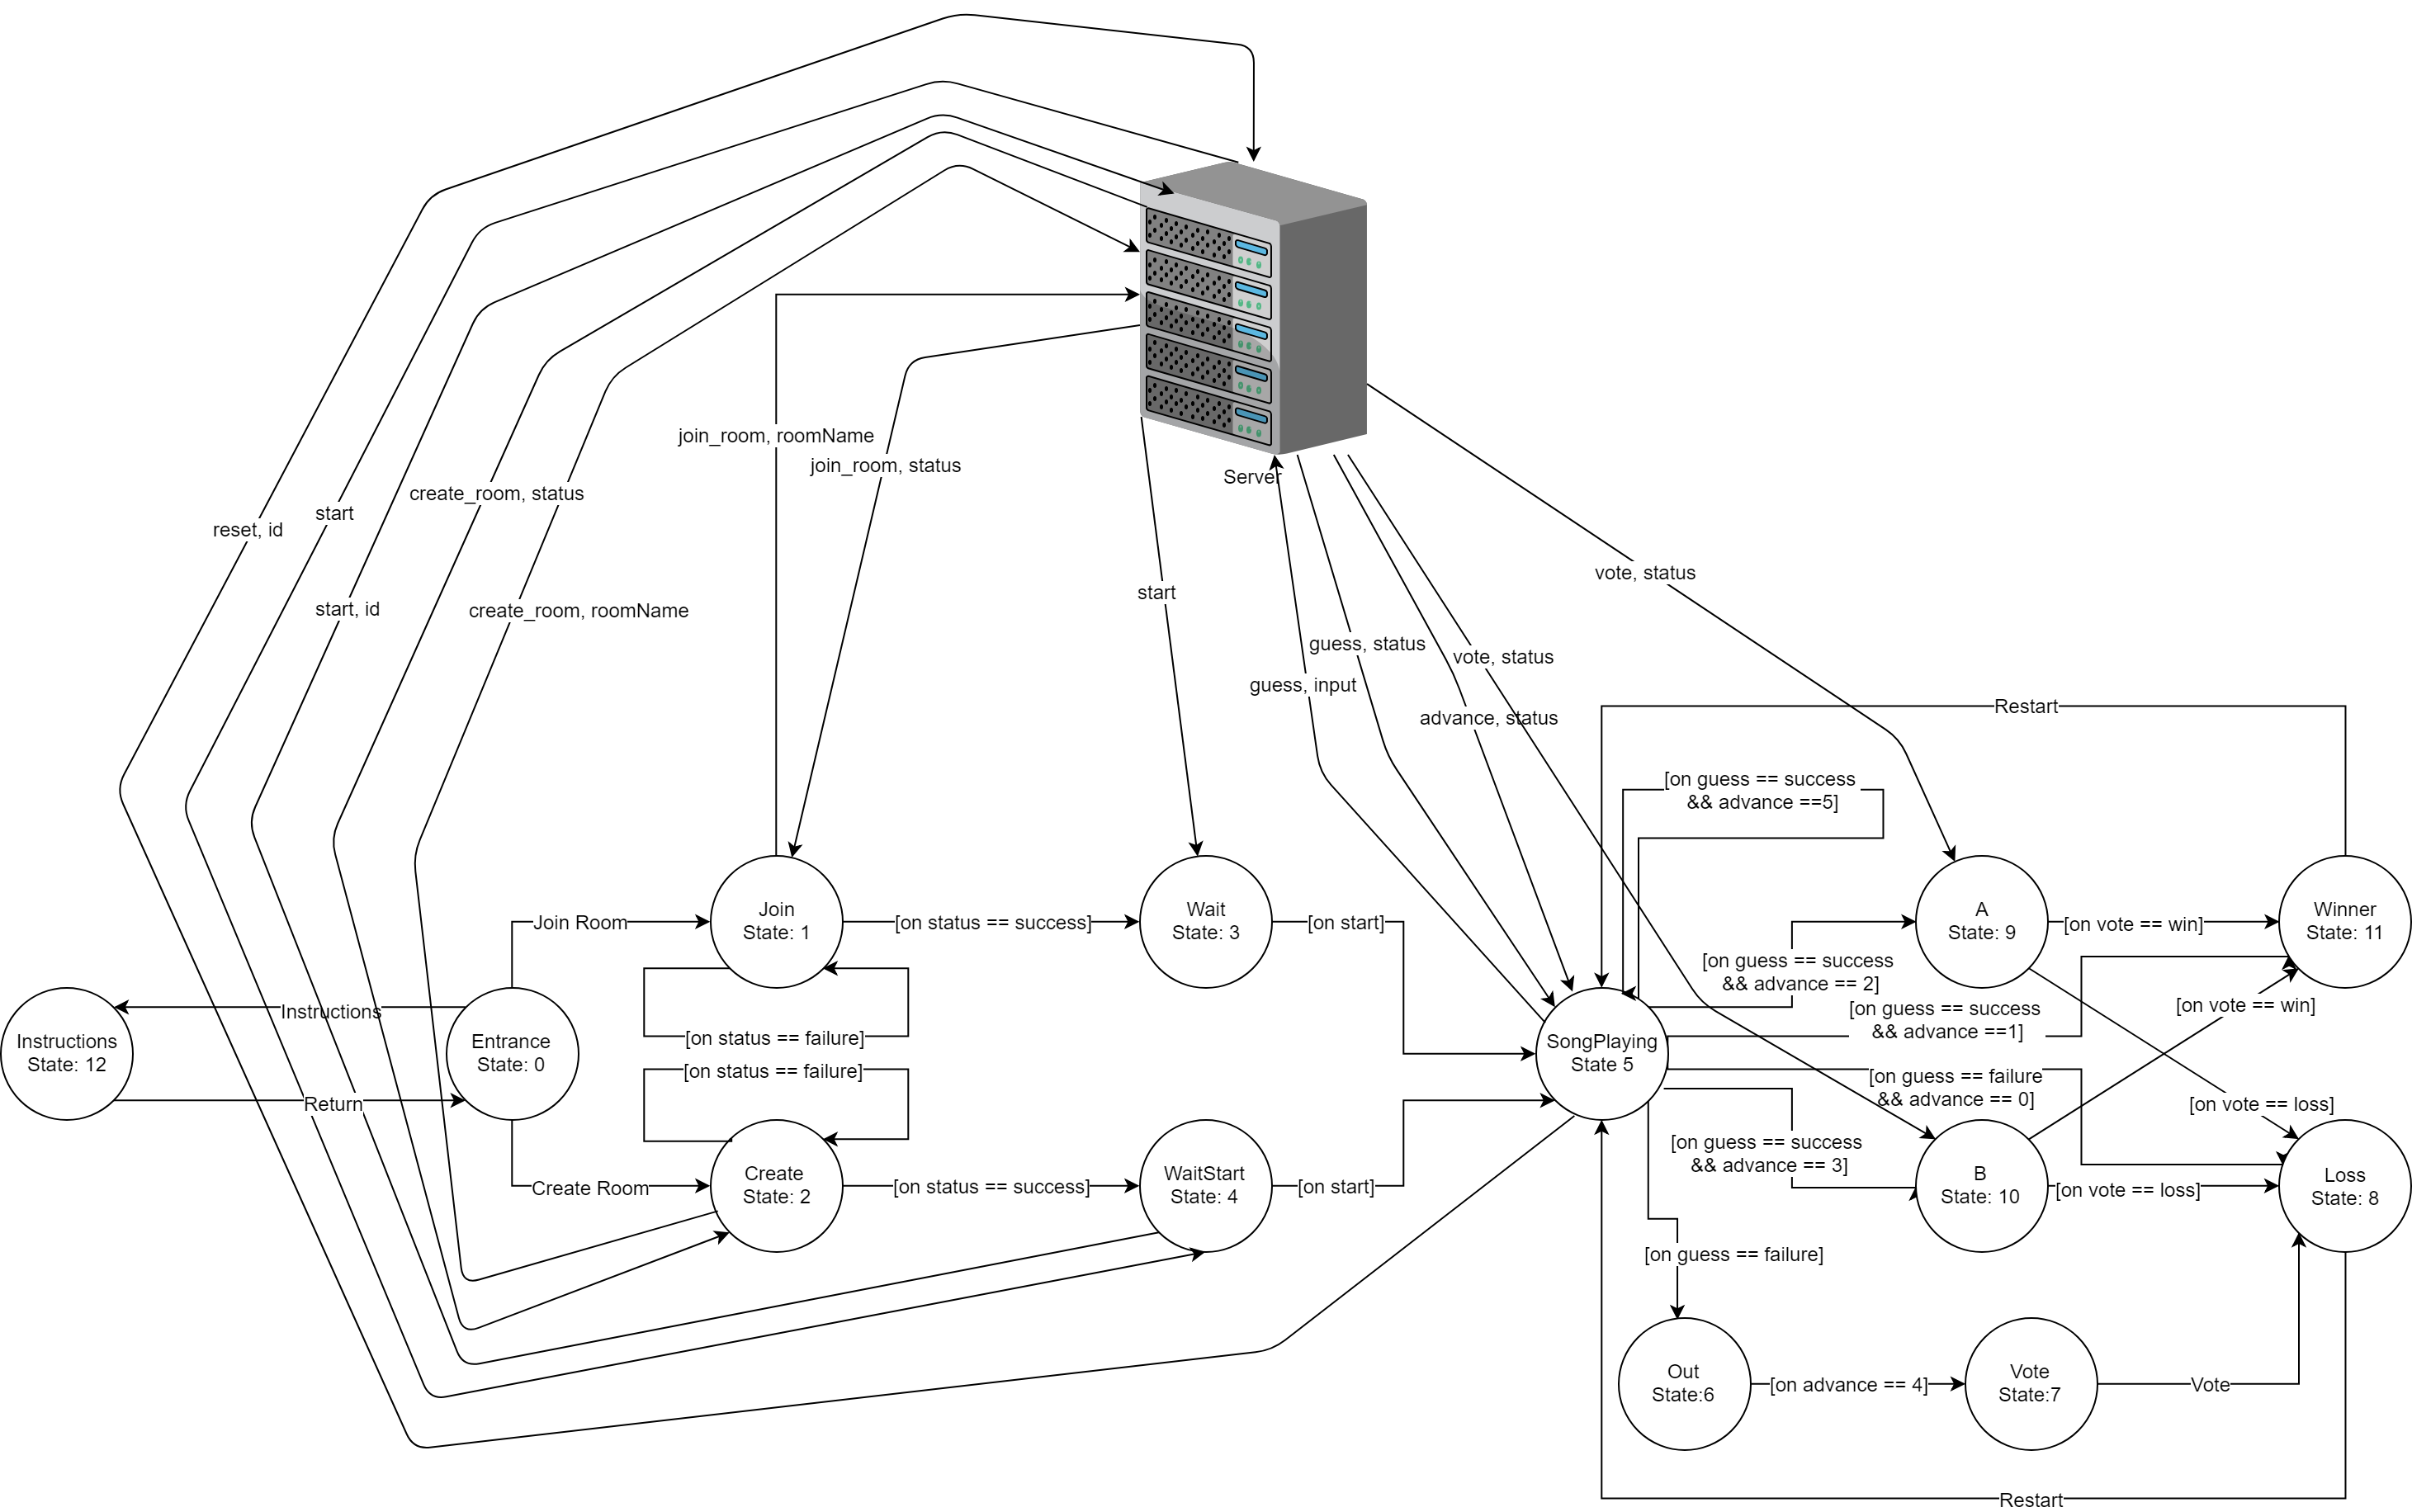 join_room, roomName
join_room, status
Server
create_room, status
start
reset, id
vote, status
start
start, id
create_room, roomName
guess, status
vote, status
guess, input
Restart
advance, status
[on guess == success
&& advance ==5]
Join
State: 1
Wait
State: 3
A
State: 9
Winner
State: 11
Join Room
[on status == success]
[on start]
[on vote == win]
[on guess == success
&& advance == 2]
[on guess == success
&& advance ==1]
[on vote == win]
Instructions
[on status == failure]
Instructions
State: 12
Entrance
State: 0
SongPlaying
State 5
[on status == failure]
[on guess == failure
&& advance == 0]
Return
[on vote == loss]
[on guess == success
&& advance == 3]
Create
State: 2
WaitStart
State: 4
B
State: 10
Loss
State: 8
Create Room
[on status == success]
[on start]
[on vote == loss]
[on guess == failure]
Out
State:6
[on advance == 4]
Vote
State:7
Vote
Restart